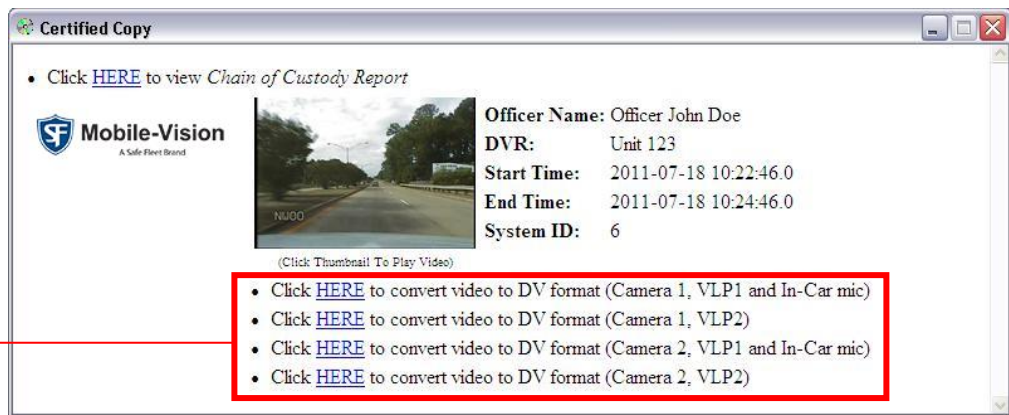 Certified Copy
• Click HERE to view Chain of Custody Report
SF Mobile-Vision
A Safe Fleet Brand
Officer Name: Officer John Doe
DVR: Unit 123
Start Time: 2011-07-18 10:22:46.0
End Time: 2011-07-18 10:24:46.0
System ID: 6
(Click Thumbnail To Play Video)
• Click HERE to convert video to DV format (Camera 1, VLP1 and In-Car mic)
• Click HERE to convert video to DV format (Camera 1, VLP2)
• Click HERE to convert video to DV format (Camera 2, VLP1 and In-Car mic)
• Click HERE to convert video to DV format (Camera 2, VLP2)